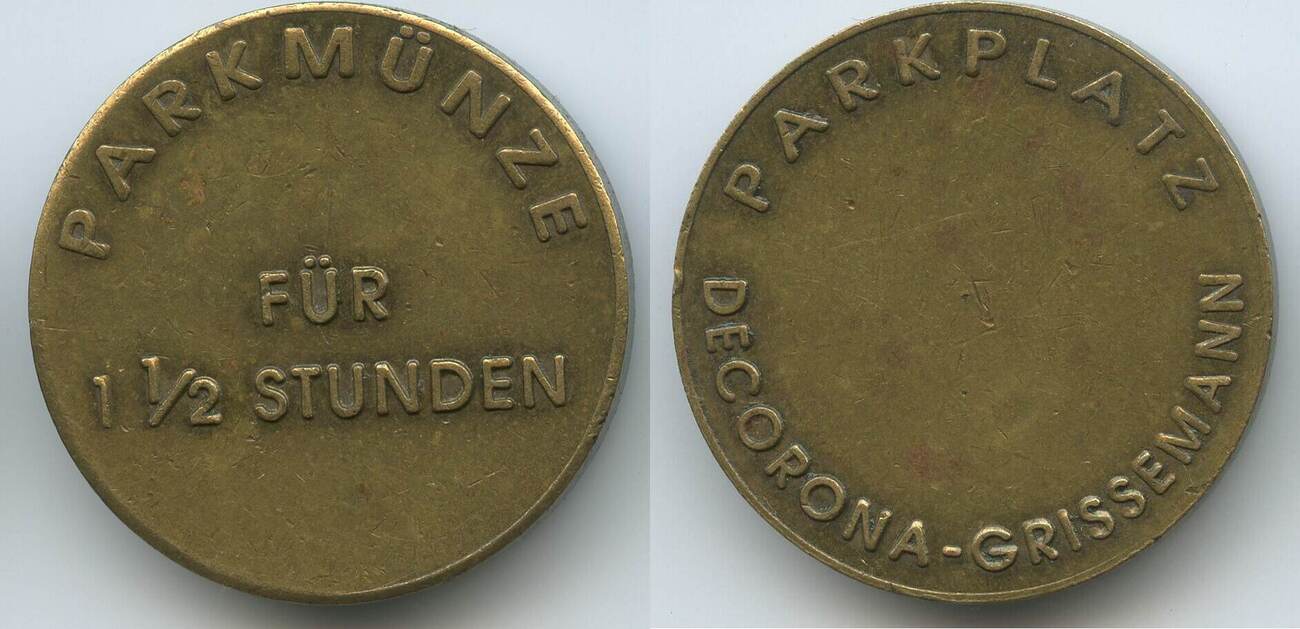 PARKMÜNZE
FÜR
1 1/2 STUNDEN
PARKPLATZ
DECORONA-GRISSEMANN